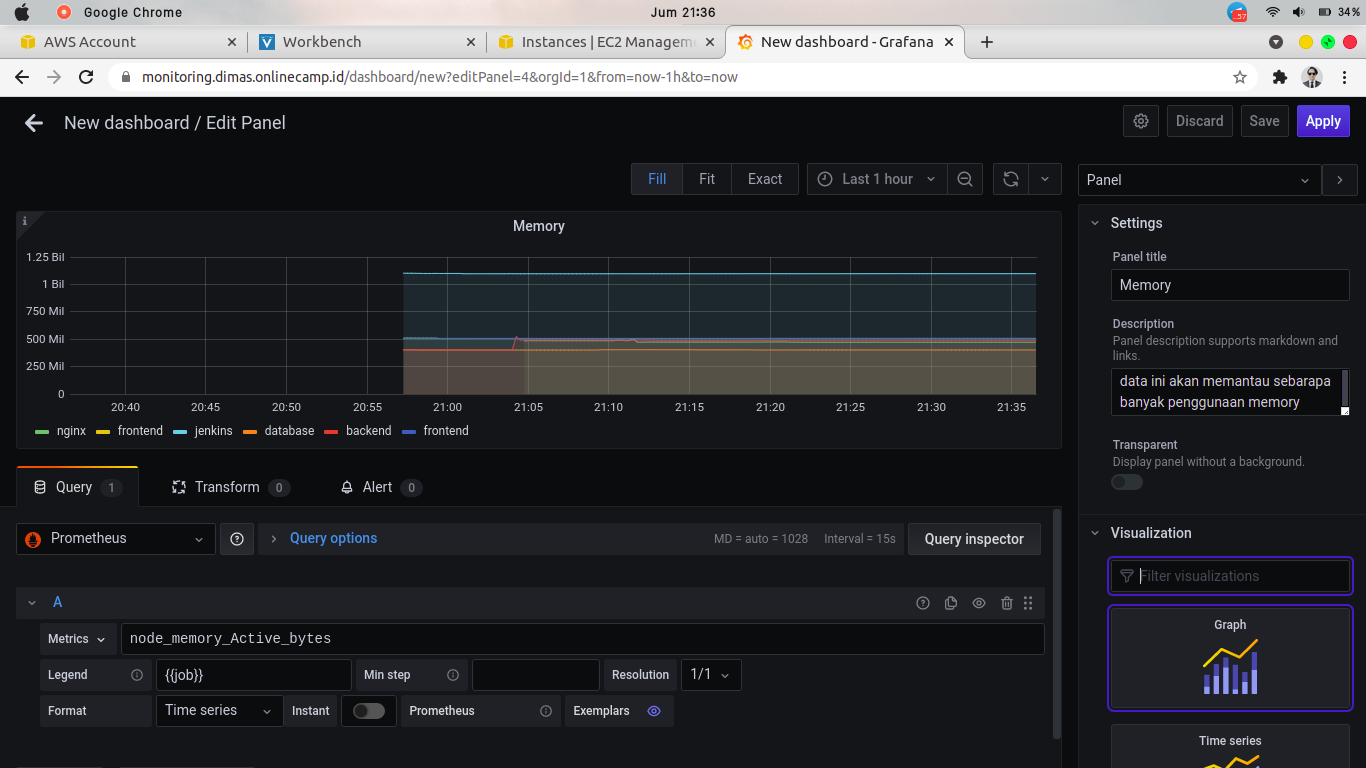 Google Chrome
Jum 21:36
57
34%
AWS Account
Workbench
Instances | EC2 Managem
New dashboard - Grafana
monitoring.dimas.onlinecamp.id/dashboard/new?editPanel=4&orgId=1&from=now-1h&to=now
New dashboard / Edit Panel
Discard
Save
Apply
Fill
Fit
Exact
Last 1 hour
Panel
Memory
1.25 Bil
1 Bil
750 Mil
500 Mil
250 Mil
0
20:40 20:45 20:50 20:55 21:00 21:05 21:10 21:15 21:20 21:25 21:30 21:35
nginx frontend jenkins database backend frontend
Settings
Panel title
Memory
Description
Panel description supports markdown and
links.
data ini akan memantau sebarapa
banyak penggunaan memory
Transparent
Display panel without a background.
Query 1
Transform 0
Alert 0
Prometheus
Query options
MD = auto = 1028
Interval = 15s
Query inspector
A
Metrics
node_memory_Active_bytes
Legend
{{job}}
Min step
Resolution
1/1
Format
Time series
Instant
Prometheus
Exemplars
Visualization
Filter visualizations
Graph
Time series